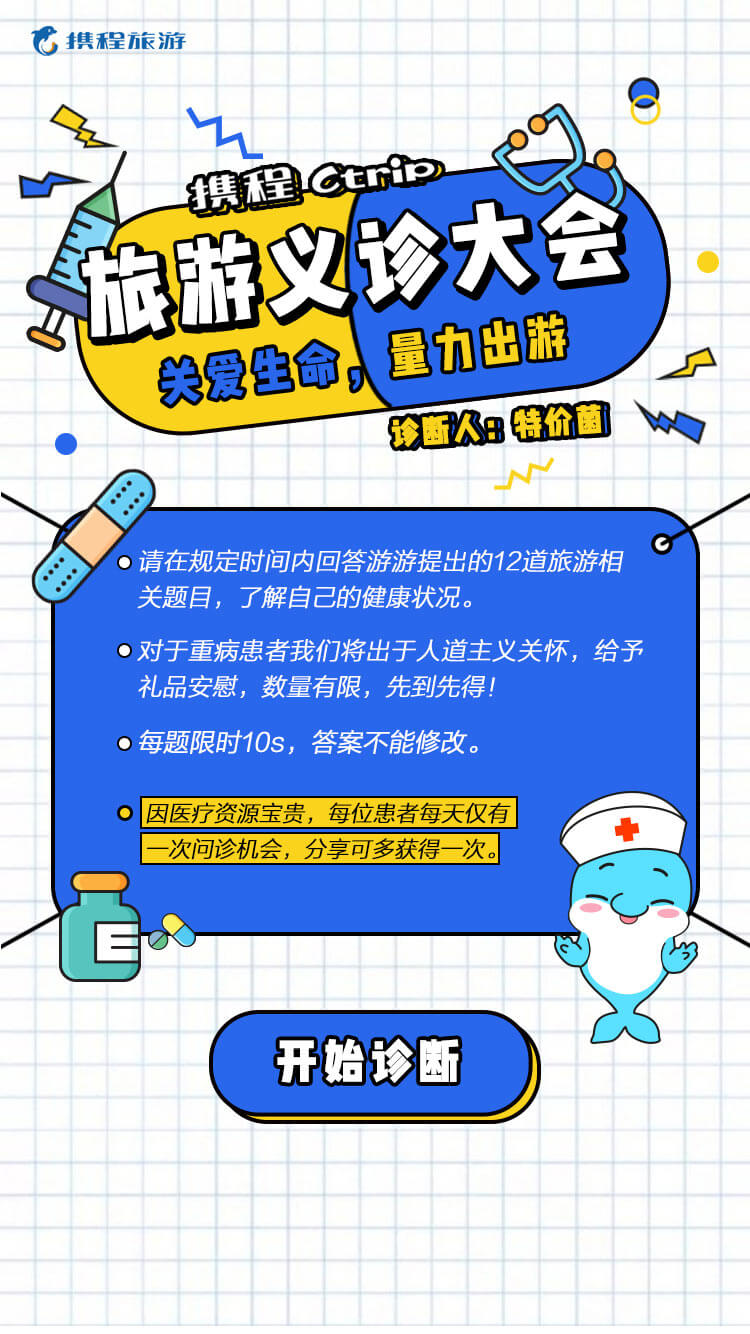 携程旅游
携程 Ctrip
旅游义诊大会
关爱生命，量力出游
诊断人：特价菌
请在规定时间内回答游游提出的12道旅游相
关题目，了解自己的健康状况。
对于重病患者我们将出于人道主义关怀，给予
礼品安慰，数量有限，先到先得！
每题限时10s，答案不能修改。
因医疗资源宝贵，每位患者每天仅有
一次问诊机会，分享可多获得一次。
开始诊断